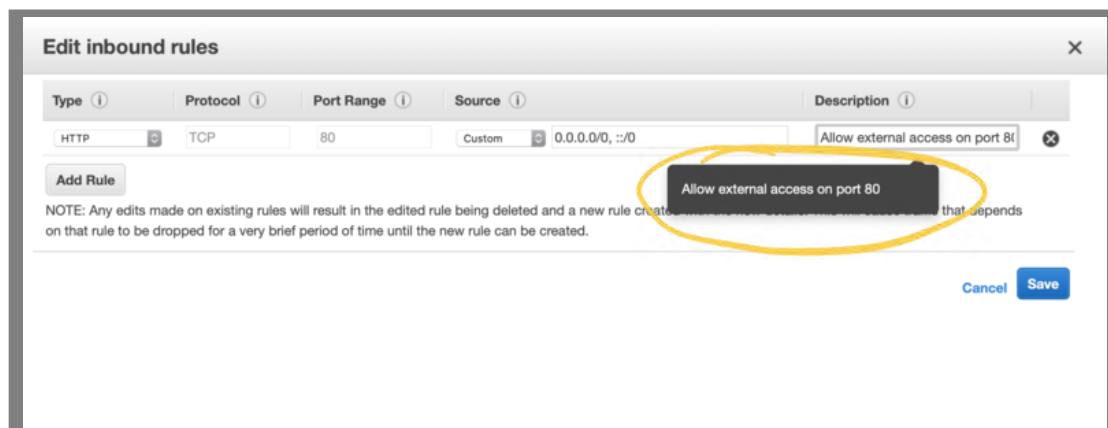 Edit inbound rules
Type Protocol Port Range Source Description
HTTP TCP 80 Custom 0.0.0.0/0, ::/0 Allow external access on port 8
Add Rule
Allow external access on port 80
NOTE: Any edits made on existing rules will result in the edited rule being deleted and a new rule created that depends
on that rule to be dropped for a very brief period of time until the new rule can be created.
Cancel Save